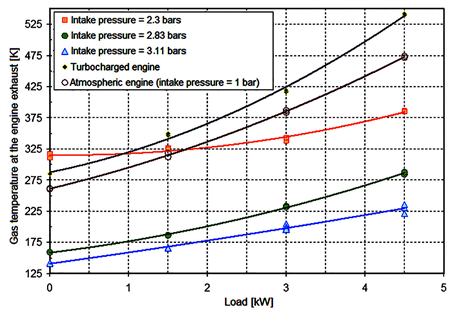 Intake pressure = 2.3 bars
Intake pressure = 2.83 bars
Intake pressure = 3.11 bars
Turbocharged engine
Atmospheric engine (intake pressure = 1 bar)
Gas temperature at the engine exhaust [K]
525
475
425
375
325
275
225
175
125
0 1 2 3 4 5
Load [kW]